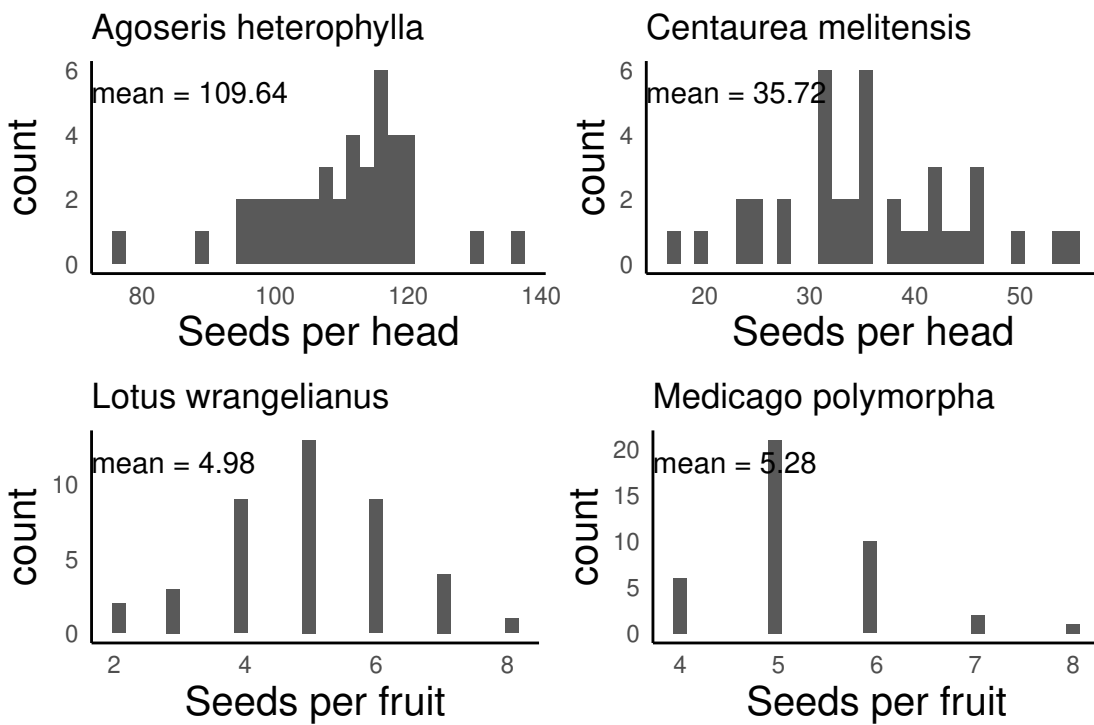 Agoseris heterophylla
mean = 109.64
count
6
4
2
0
80 100 120 140
Seeds per head
Centaurea melitensis
mean = 35.72
count
6
4
2
0
20 30 40 50
Seeds per head
Lotus wrangelianus
mean = 4.98
count
10
5
0
2 4 6 8
Seeds per fruit
Medicago polymorpha
mean = 5.28
count
20
15
10
5
0
4 5 6 7 8
Seeds per fruit